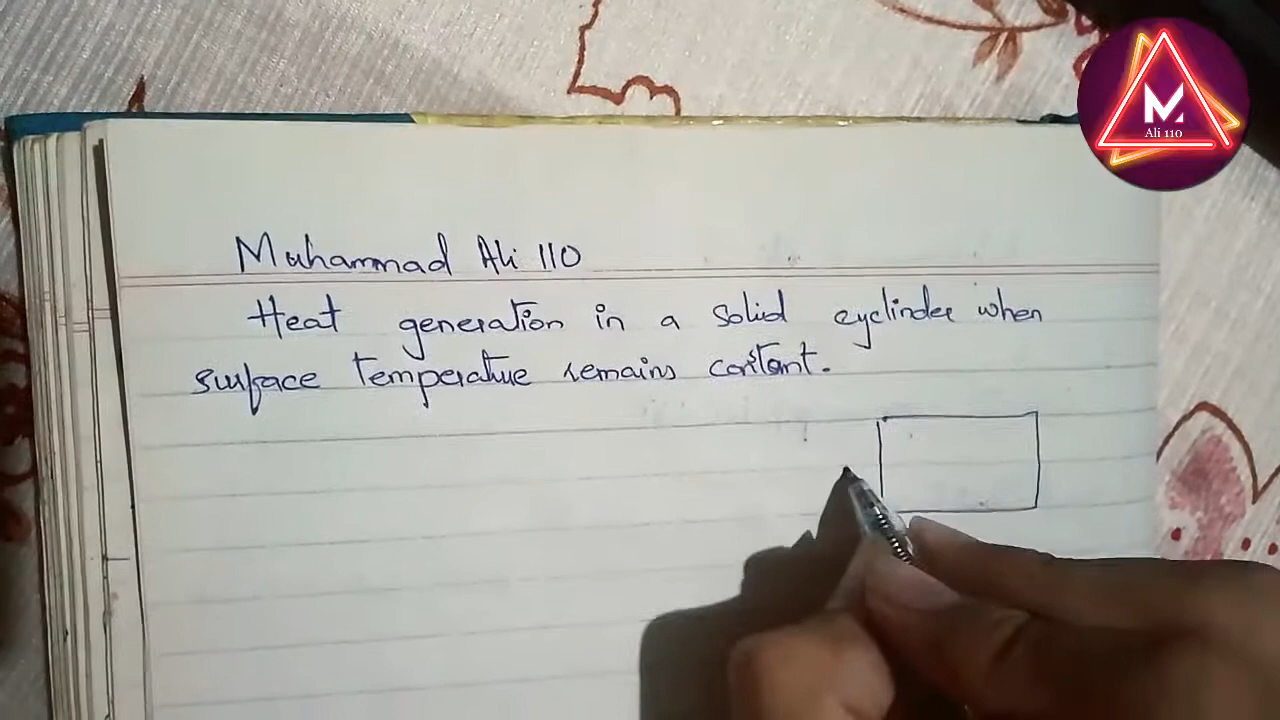 M.
Ali 110
Muhammad Ali 110
Heat generation in a solid cyclinder when
surface temperature remains constant.